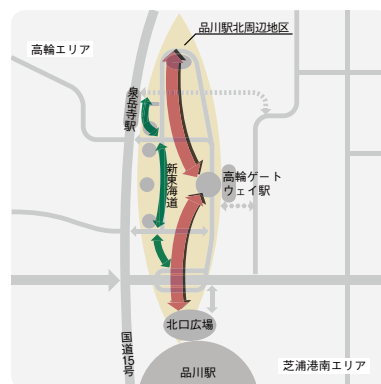 品川駅北周辺地区
高輪エリア
泉岳寺駅
新東海道
高輪ゲート
ウェイ駅
北口広場
国道15号
品川駅
芝浦港南エリア